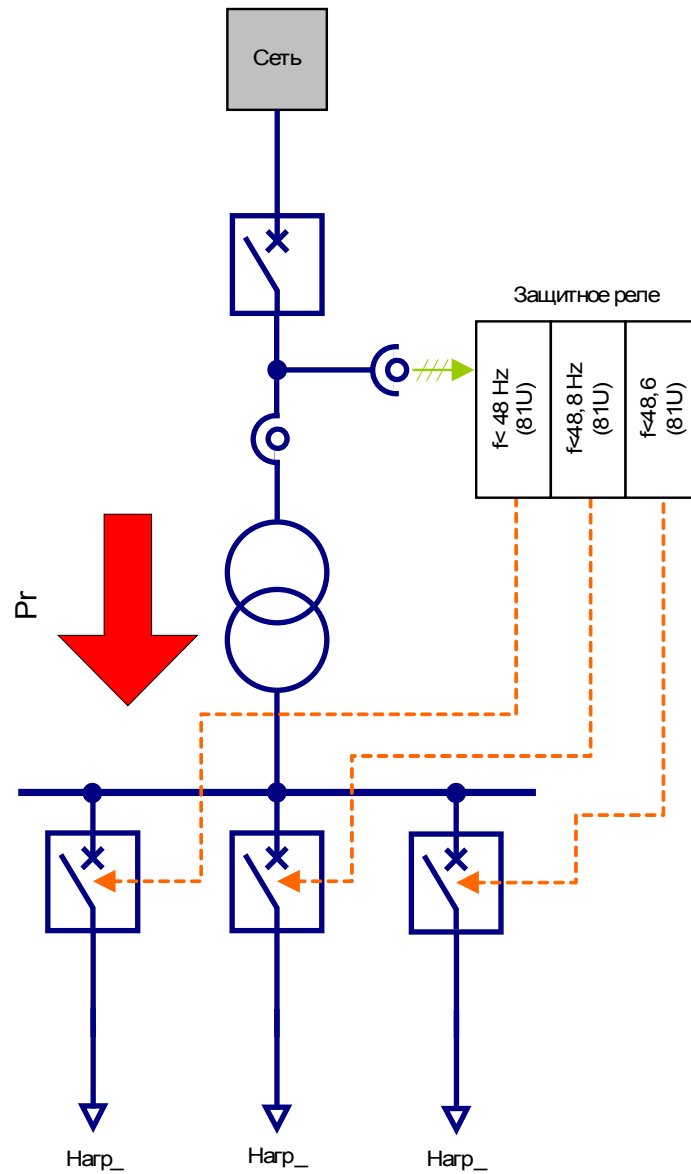 Сеть
Защитное реле
f< 48 Hz
(81U)
f<48,8 Hz
(81U)
f<48,6
(81U)
Pr
Нагр_
Нагр_
Нагр_